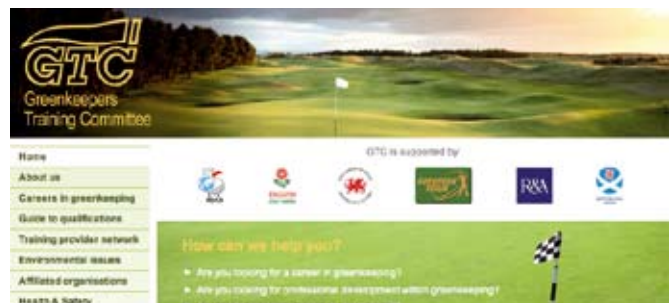 GTC
Greenkeepers
Training Committee
GTC is supported by
Home
About us
Careers in greenkeeping
Guide to qualifications
Training provider network
Environmental issues
Affiliated organisations
Health & Safety
R&A
How can we help you?
Are you looking for a career in greenkeeping?
Are you looking for professional development within greenkeeping?